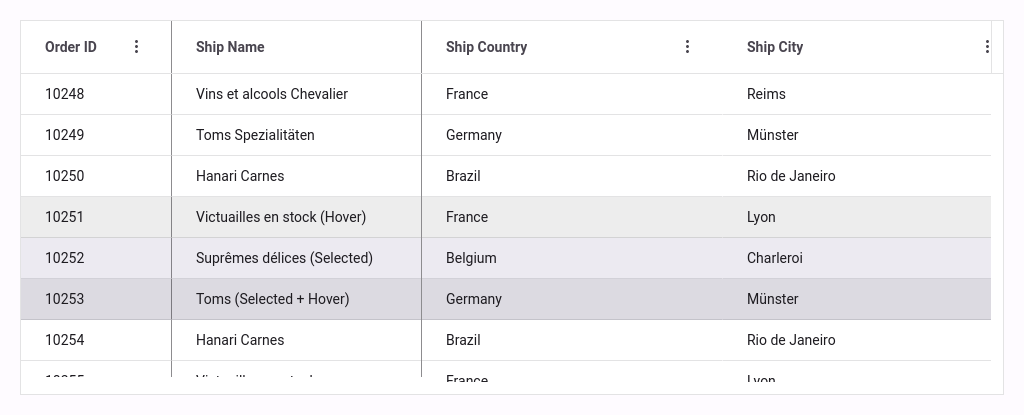 Order ID Ship Name Ship Country Ship City
10248 Vins et alcools Chevalier France Reims
10249 Toms Spezialitäten Germany Münster
10250 Hanari Carnes Brazil Rio de Janeiro
10251 Victuailles en stock (Hover) France Lyon
10252 Suprêmes délices (Selected) Belgium Charleroi
10253 Toms (Selected + Hover) Germany Münster
10254 Hanari Carnes Brazil Rio de Janeiro
France Lyon